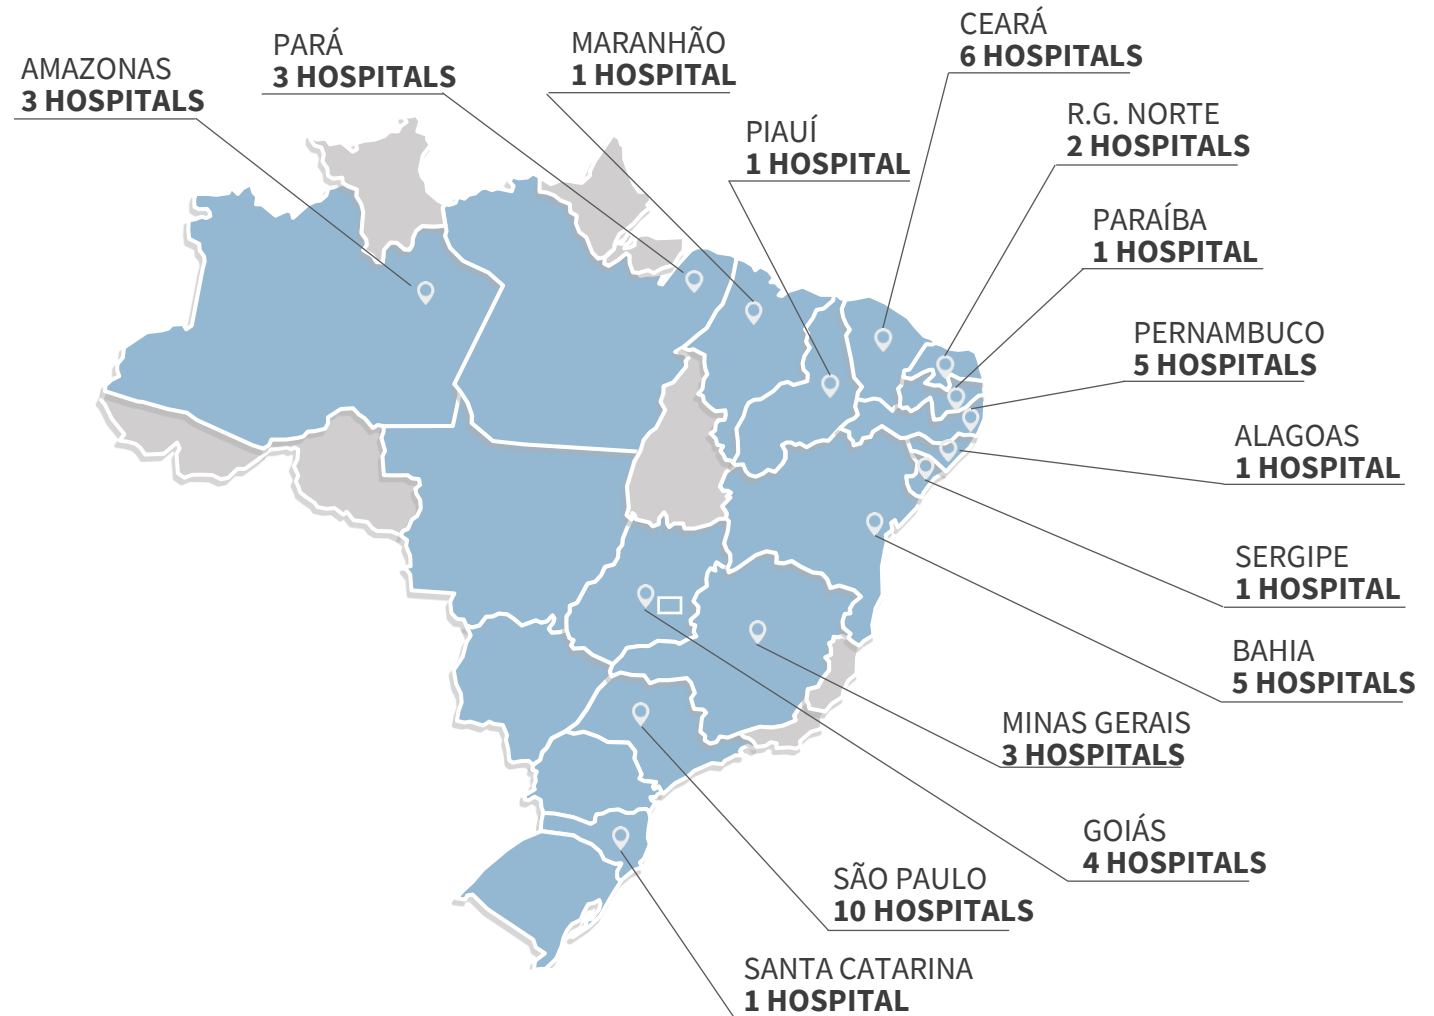 AMAZONAS
3 HOSPITALS
PARÁ
3 HOSPITALS
MARANHÃO
1 HOSPITAL
CEARÁ
6 HOSPITALS
PIAUÍ
1 HOSPITAL
R.G. NORTE
2 HOSPITALS
PARAÍBA
1 HOSPITAL
PERNAMBUCO
5 HOSPITALS
ALAGOAS
1 HOSPITAL
SERGIPE
1 HOSPITAL
BAHIA
5 HOSPITALS
MINAS GERAIS
3 HOSPITALS
GOIÁS
4 HOSPITALS
SÃO PAULO
10 HOSPITALS
SANTA CATARINA
1 HOSPITAL